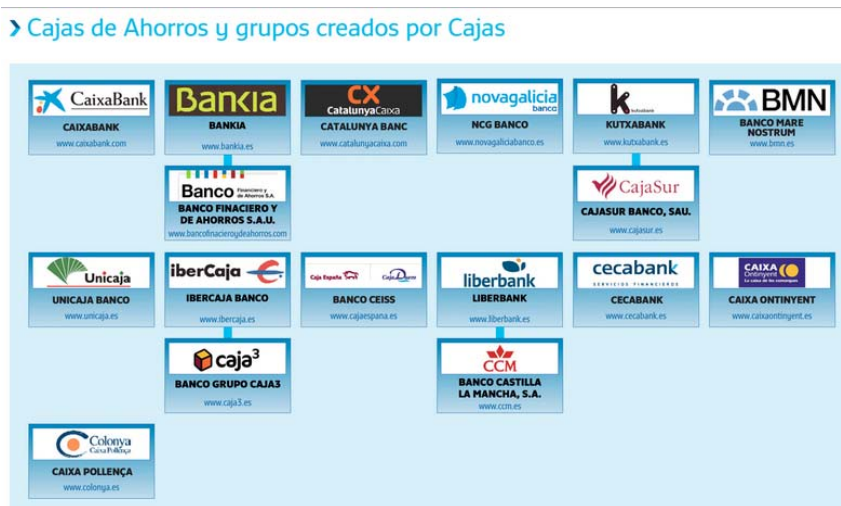 Cajas de Ahorros y grupos creados por Cajas
CaixaBank
CAIXABANK
www.caixabank.com
Bankia
BANKIA
www.bankia.es
CX
CatalunyaCaixa
CATALUNYA BANC
www.catalunyacaixa.com
novagalicia
banco
NCG BANCO
www.novagaliciabanco.es
k
kutxabank
KUTXABANK
www.kutxabank.es
BMN
BANCO MARE
NOSTRUM
www.bmn.es
Banco Financiero y
de Ahorros S.A.
BANCO FINACIERO Y
DE AHORROS S.A.U.
www.bancofinacieroydeahorros.com
CajaSur
CAJASUR BANCO, SAU.
www.cajasur.es
Unicaja
UNICAJA BANCO
www.unicaja.es
iberCaja
IBERCAJA BANCO
www.ibercaja.es
Caja España
BANCO CEISS
www.cajaespana.es
liberbank
LIBERBANK
www.liberbank.es
cecabank
SERVICIOS FINANCIEROS
CECABANK
www.cecabank.es
CAIXA
Ontinyent
CAIXA ONTINYENT
www.caixaontinyent.es
caja3
BANCO GRUPO CAJA3
www.caja3.es
CCM
BANCO CASTILLA
LA MANCHA, S.A.
www.ccm.es
Colonya
Caixa Pollença
CAIXA POLLENÇA
www.colonya.es